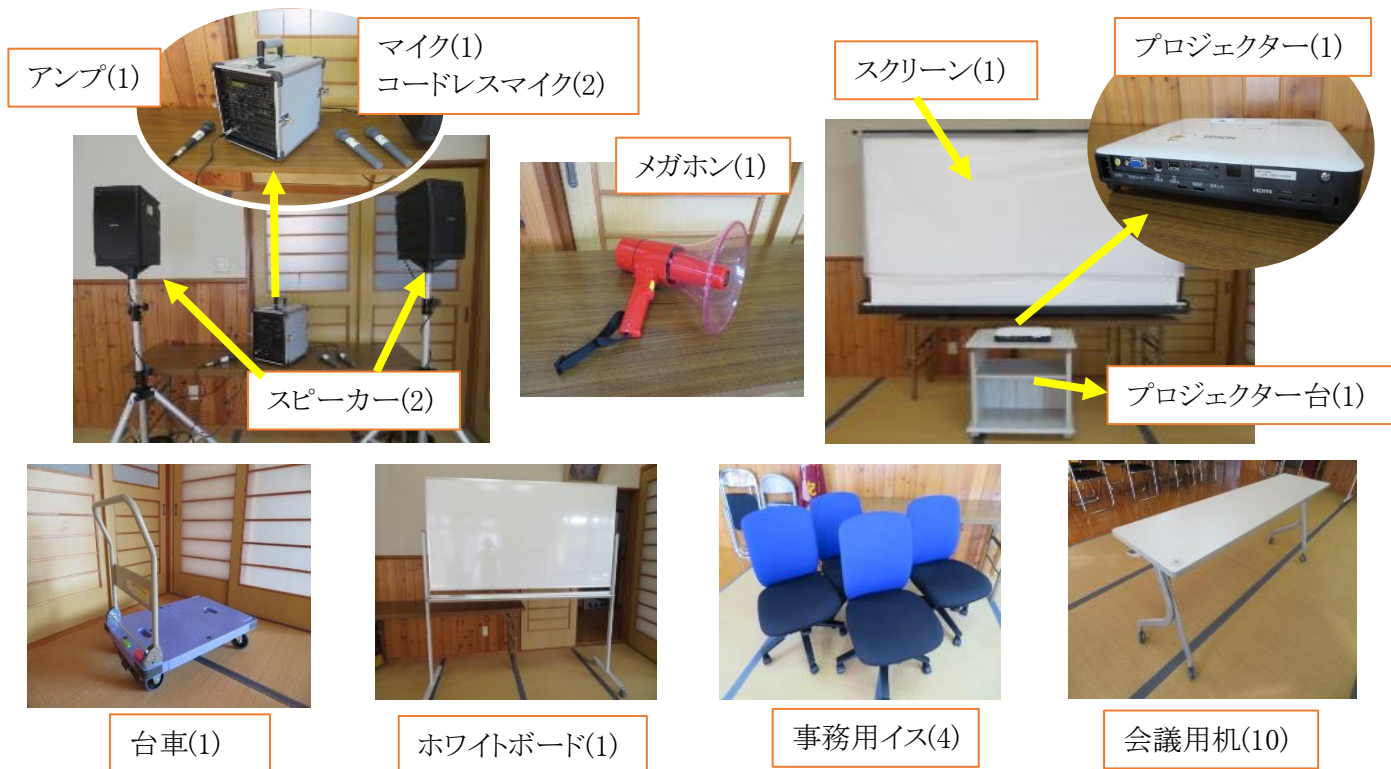 アンプ(1)
マイク(1)
コードレスマイク(2)
スクリーン(1)
プロジェクター(1)
メガホン(1)
スピーカー(2)
プロジェクター台(1)
EPSON
HDMI
台車(1)
ホワイトボード(1)
事務用イス(4)
会議用机(10)